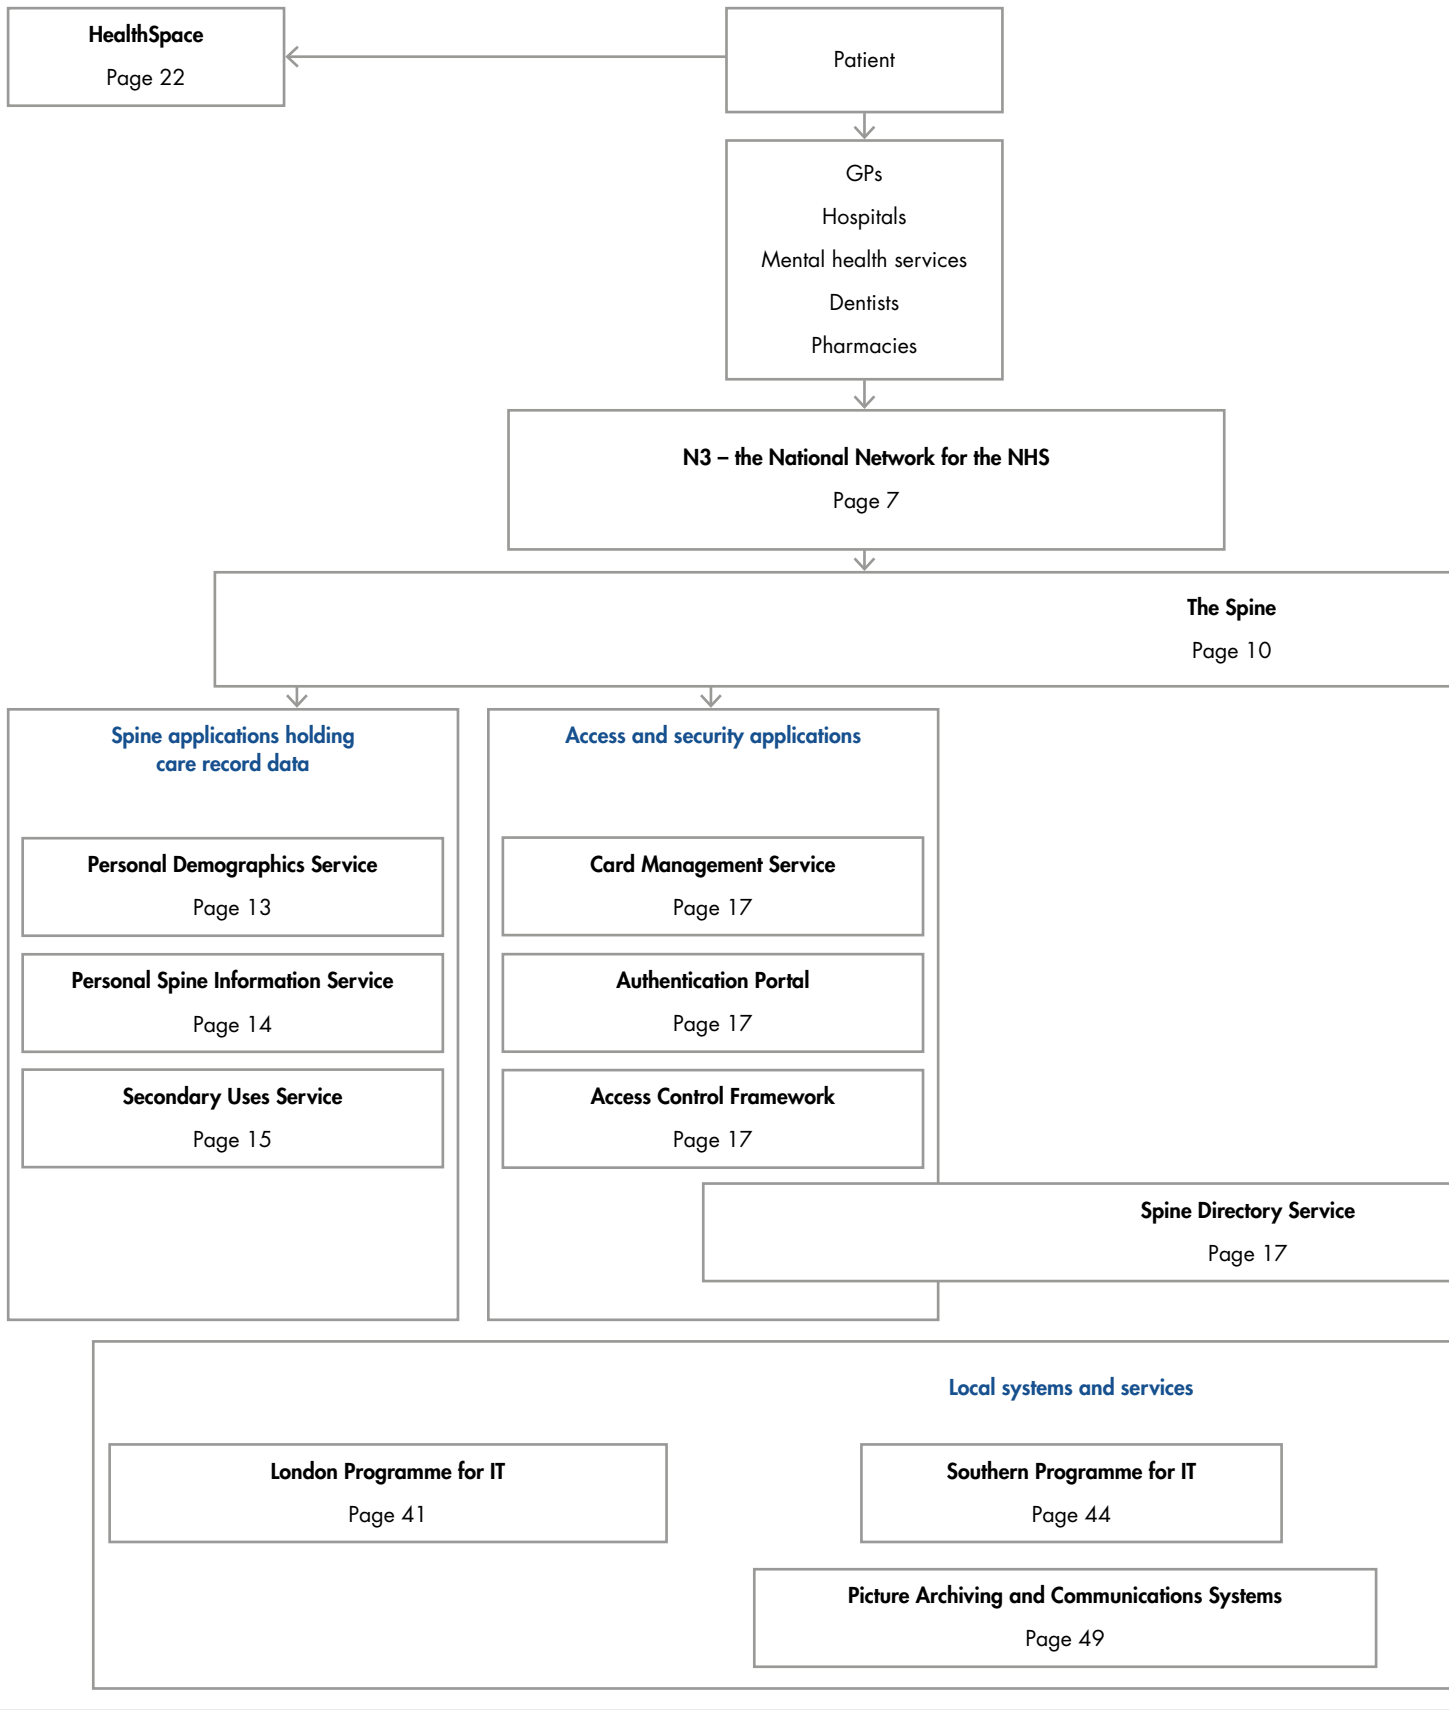 HealthSpace
Page 22
Patient
GPs
Hospitals
Mental health services
Dentists
Pharmacies
N3 – the National Network for the NHS
Page 7
The Spine
Page 10
Spine applications holding
care record data
Personal Demographics Service
Page 13
Personal Spine Information Service
Page 14
Secondary Uses Service
Page 15
Access and security applications
Card Management Service
Page 17
Authentication Portal
Page 17
Access Control Framework
Page 17
Spine Directory Service
Page 17
Local systems and services
London Programme for IT
Page 41
Southern Programme for IT
Page 44
Picture Archiving and Communications Systems
Page 49